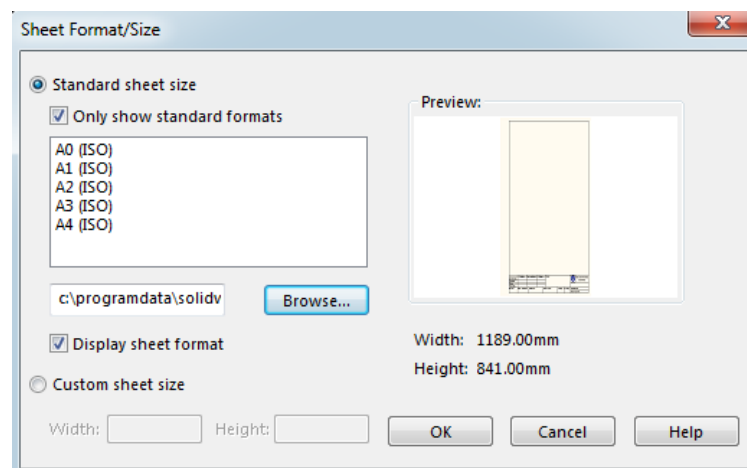 Sheet Format/Size
Standard sheet size
Only show standard formats
A0 (ISO)
A1 (ISO)
A2 (ISO)
A3 (ISO)
A4 (ISO)
c:\programdata\solidv
Browse...
Display sheet format
Custom sheet size
Width:
Height:
Preview:
Width: 1189.00mm
Height: 841.00mm
OK
Cancel
Help